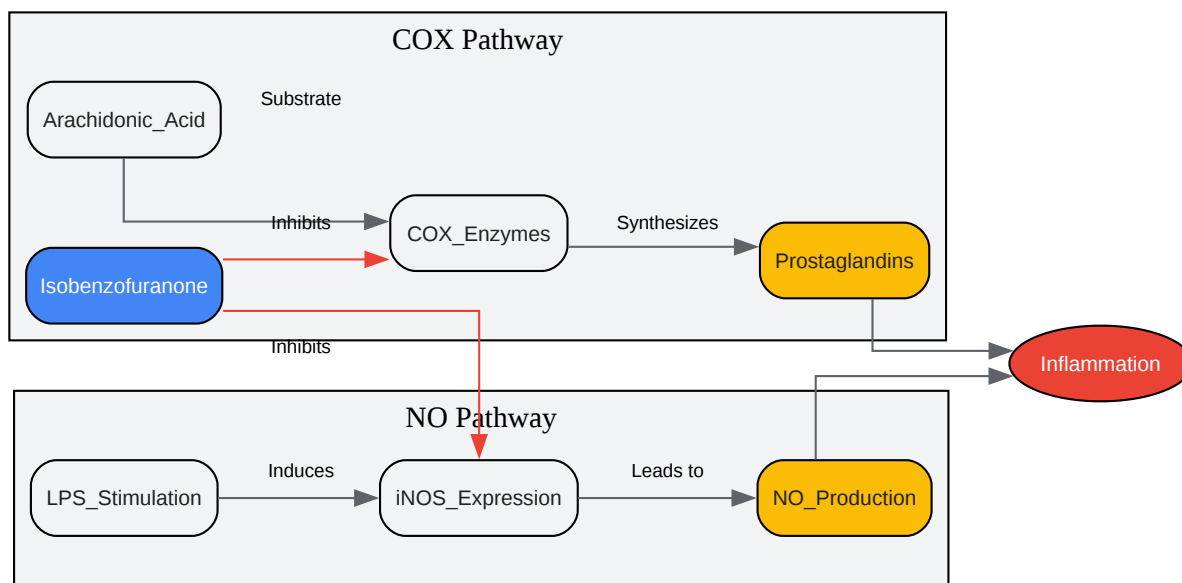 COX Pathway
Substrate
Arachidonic_Acid
Inhibits
COX_Enzymes
Synthesizes
Prostaglandins
Isobenzofuranone
Inhibits
Inflammation
NO Pathway
LPS_Stimulation
Induces
iNOS_Expression
Leads to
NO_Production